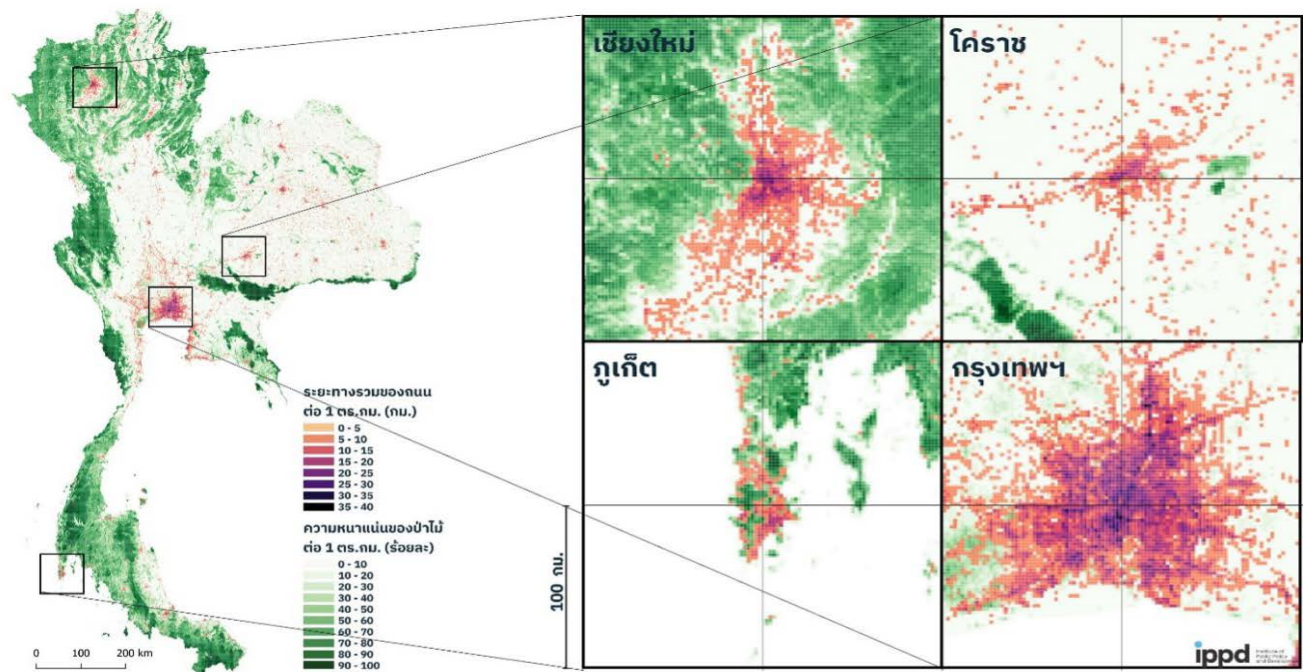 เชียงใหม่
โคราช
ภูเก็ต
กรุงเทพฯ
ระยะทางรวมของถนน
ต่อ 1 ตร.กม. (กม.)
0 - 5
5 - 10
10 - 15
15 - 20
20 - 25
25 - 30
30 - 35
35 - 40
ความหนาแน่นของป่าไม้
ต่อ 1 ตร.กม. (ร้อยละ)
0 - 10
10 - 20
20 - 30
30 - 40
40 - 50
50 - 60
60 - 70
70 - 80
80 - 90
90 - 100
0 100 200 km
100 กม.
ippd
Institute of
Public Policy
and Development